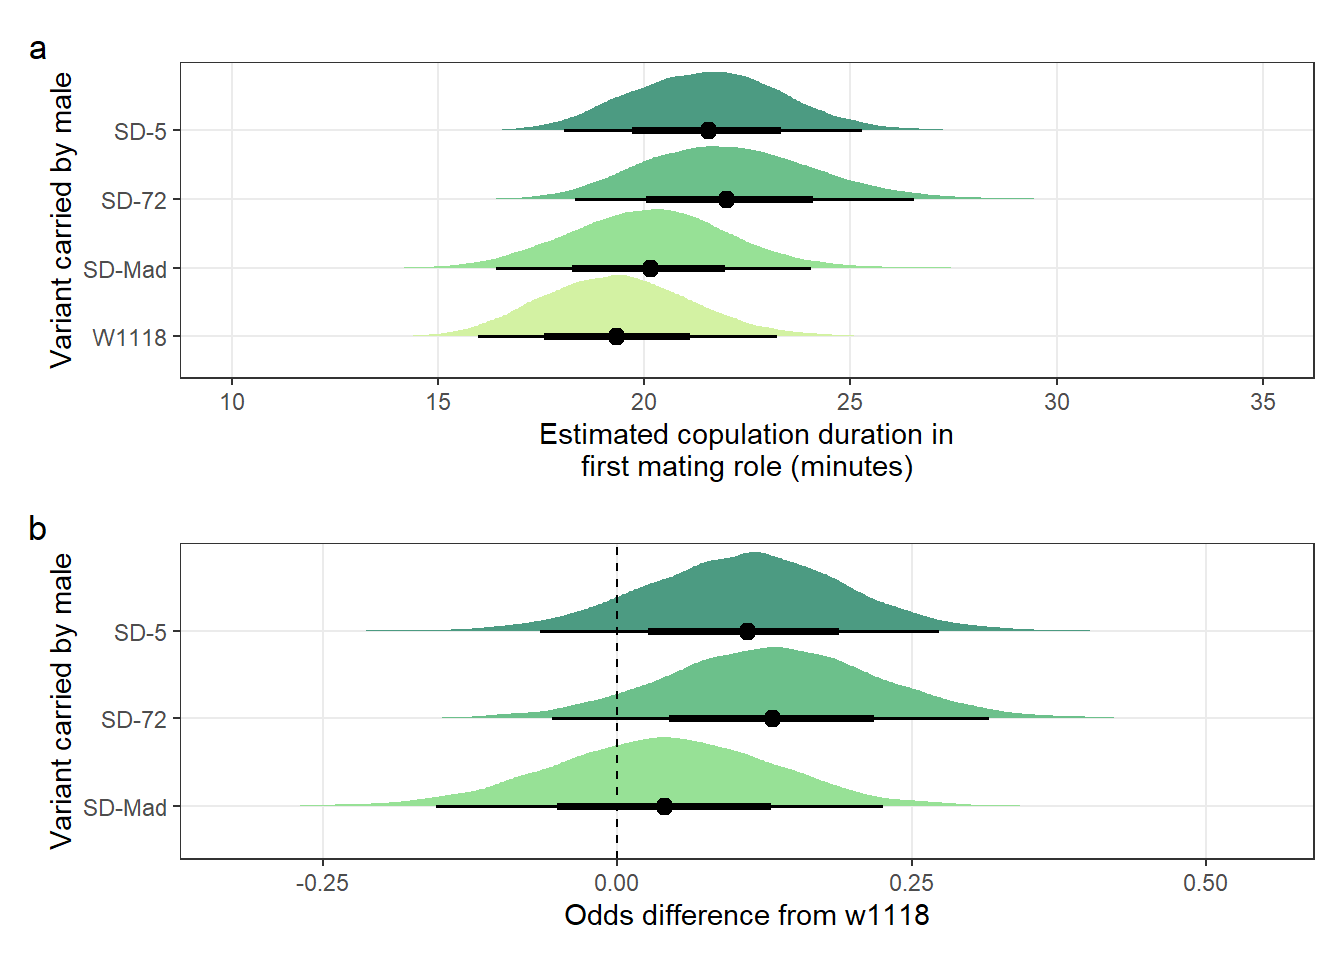 a
Variant carried by male
SD-5
SD-72
SD-Mad
W1118
10 15 20 25 30 35
Estimated copulation duration in
first mating role (minutes)
b
Variant carried by male
SD-5
SD-72
SD-Mad
-0.25 0.00 0.25 0.50
Odds difference from w1118